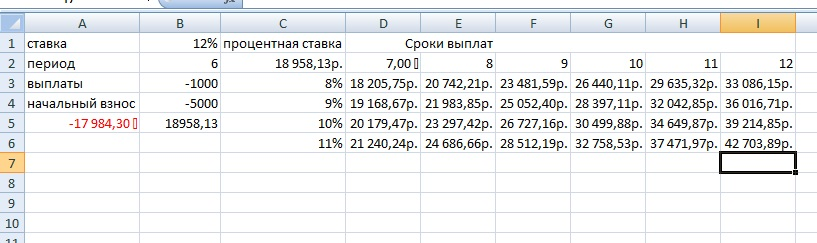 A B C D E F G H I
1 ставка 12% процентная ставка Сроки выплат
2 период 6 18 958,13р. 7,00 8 9 10 11 12
3 выплаты -1000 8% 18 205,75р. 20 742,21р. 23 481,59р. 26 440,11р. 29 635,32р. 33 086,15р.
4 начальный взнос -5000 9% 19 168,67р. 21 983,85р. 25 052,40р. 28 397,11р. 32 042,85р. 36 016,71р.
5 -17 984,30 18958,13 10% 20 179,47р. 23 297,42р. 26 727,16р. 30 499,88р. 34 649,87р. 39 214,85р.
6 11% 21 240,24р. 24 686,66р. 28 512,19р. 32 758,53р. 37 471,97р. 42 703,89р.
7
8
9
10